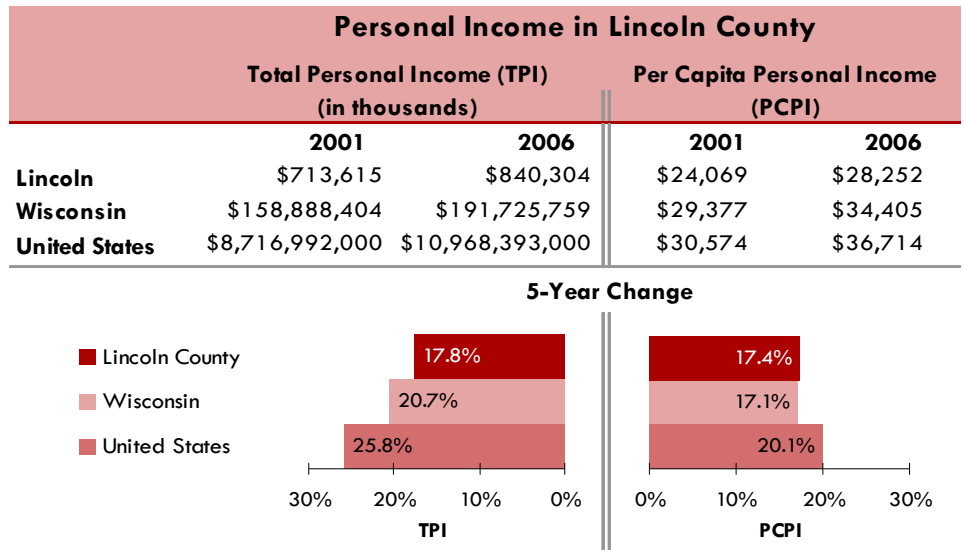 Personal Income in Lincoln County
Total Personal Income (TPI)
(in thousands)
Per Capita Personal Income
(PCPI)
2001 2006 2001 2006
Lincoln $713,615 $840,304 $24,069 $28,252
Wisconsin $158,888,404 $191,725,759 $29,377 $34,405
United States $8,716,992,000 $10,968,393,000 $30,574 $36,714
5-Year Change
Lincoln County 17.8% 17.4%
Wisconsin 20.7% 17.1%
United States 25.8% 20.1%
30% 20% 10% 0% 0% 10% 20% 30%
TPI PCPI